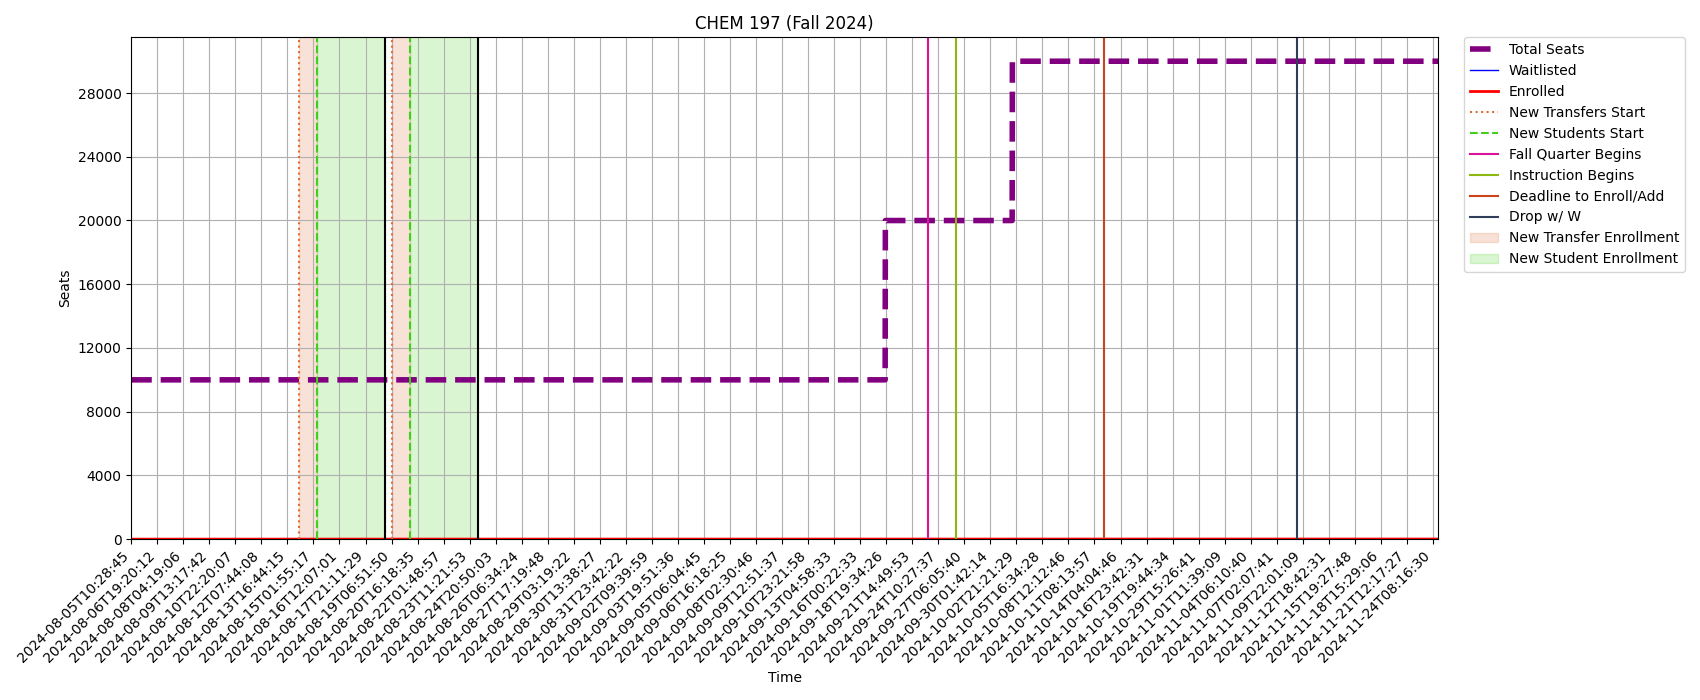 CHEM 197 (Fall 2024)
Total Seats
Waitlisted
Enrolled
New Transfers Start
New Students Start
Fall Quarter Begins
Instruction Begins
Deadline to Enroll/Add
Drop w/ W
New Transfer Enrollment
New Student Enrollment
Seats
28000
24000
20000
16000
12000
8000
4000
0
2024-08-05T10:28:45
2024-08-06T19:20:12
2024-08-08T04:19:06
2024-08-09T13:17:42
2024-08-10T22:20:07
2024-08-12T07:44:08
2024-08-13T16:44:15
2024-08-15T01:55:17
2024-08-16T12:07:01
2024-08-17T21:11:29
2024-08-19T06:51:50
2024-08-20T16:18:35
2024-08-22T01:48:57
2024-08-23T11:21:53
2024-08-24T20:50:03
2024-08-26T06:34:24
2024-08-27T17:19:48
2024-08-29T03:19:22
2024-08-30T13:38:27
2024-08-31T23:42:22
2024-09-02T09:39:59
2024-09-03T19:51:36
2024-09-05T06:04:45
2024-09-06T16:18:25
2024-09-08T02:30:46
2024-09-09T12:51:37
2024-09-10T23:21:58
2024-09-13T04:58:33
2024-09-16T00:22:33
2024-09-18T19:34:26
2024-09-21T14:49:53
2024-09-24T10:27:37
2024-09-27T06:05:40
2024-09-30T01:42:14
2024-10-02T21:21:29
2024-10-05T16:34:28
2024-10-08T12:12:46
2024-10-11T08:13:57
2024-10-14T04:04:46
2024-10-16T23:42:31
2024-10-19T19:44:34
2024-10-29T15:26:41
2024-11-01T11:39:09
2024-11-04T06:10:40
2024-11-07T02:07:41
2024-11-09T22:01:09
2024-11-12T18:42:31
2024-11-15T19:27:48
2024-11-18T15:29:06
2024-11-21T12:17:27
2024-11-24T08:16:30
Time